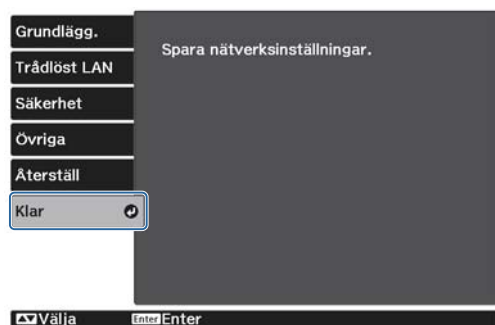 Grundlägg.
Trådlöst LAN
Säkerhet
Övriga
Återställ
Klar
Spara nätverksinställningar.
Välja Enter Enter